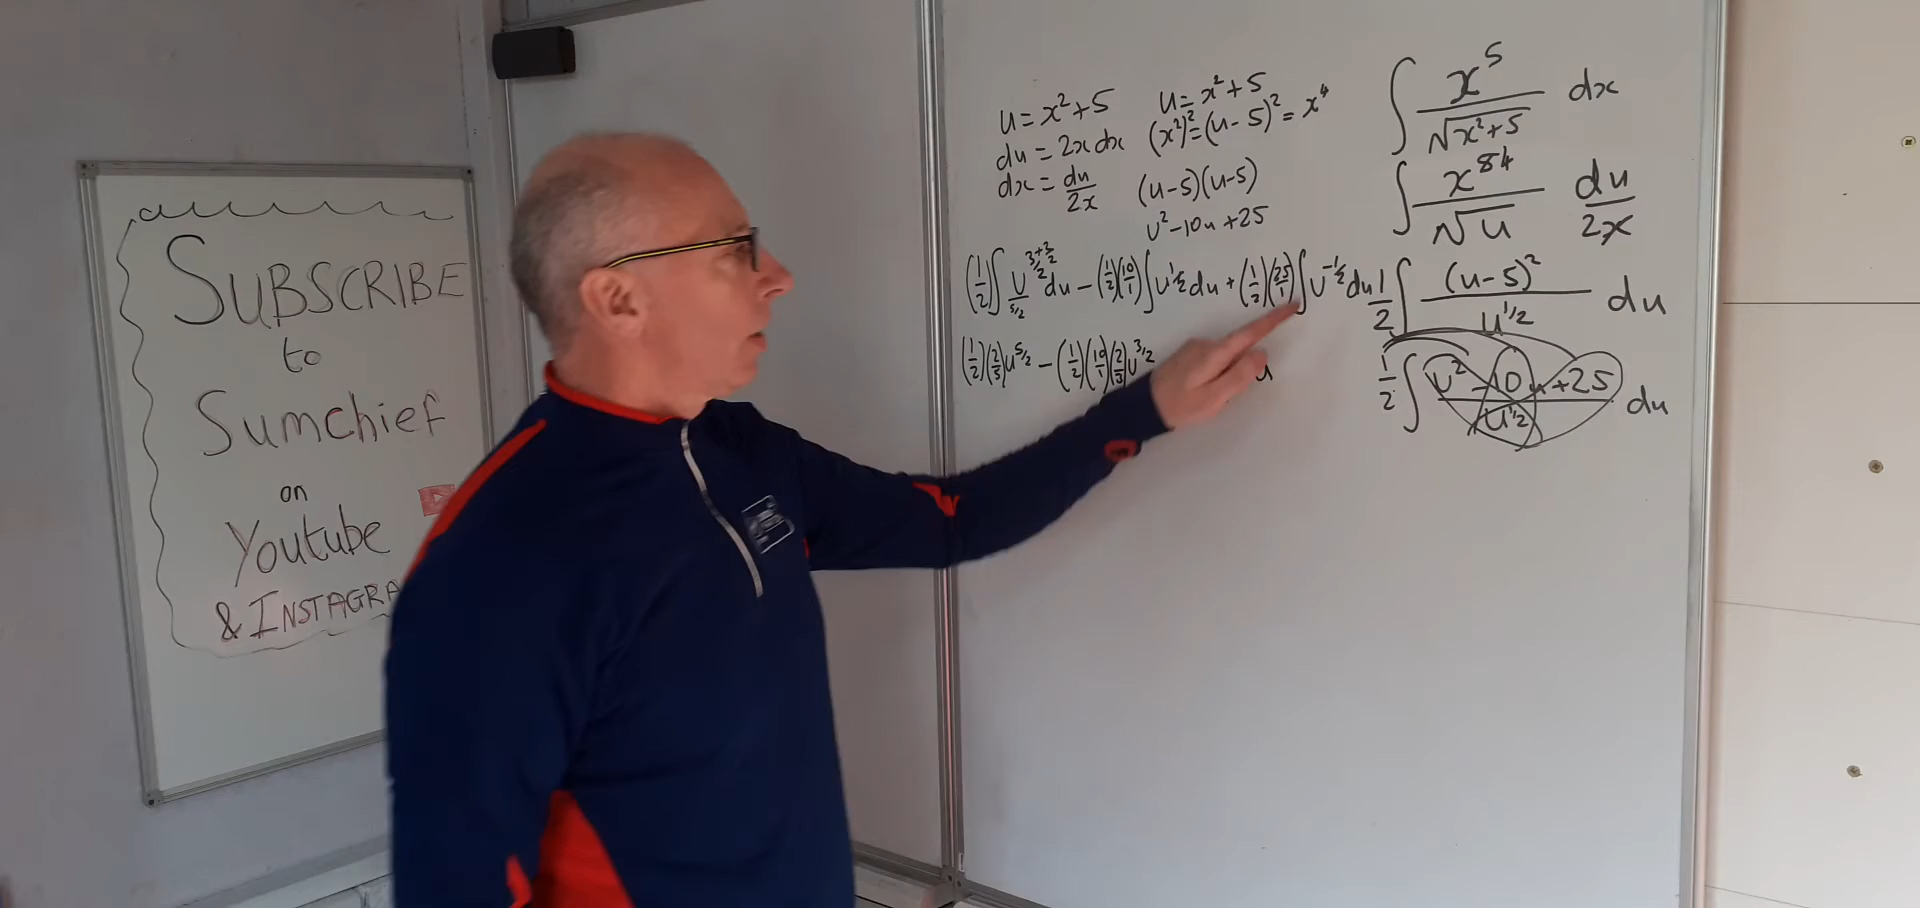 SUBSCRIBE
to
Sumchief
on
Youtube
& INSTAGRA
u = x² + 5
du = 2x dx
dx = du/2x
u = x² + 5
(x²)² = (u - 5)² = x⁴
(u - 5)(u - 5)
u² - 10u + 25
(1/2) ∫ u^3/2 du - (1/2)(10/1) ∫ u^1/2 du + (1/2)(25/1) ∫ u^-1/2 du
(1/2)(2/5) u^5/2 - (1/2)(10/1)(2/3) u^3/2
u
∫ x⁵/√(x² + 5) dx
∫ x^54/√u du/2x
1/2 ∫ (u - 5)²/u^1/2 du
1/2 ∫ (u² - 10u + 25)/u^1/2 du